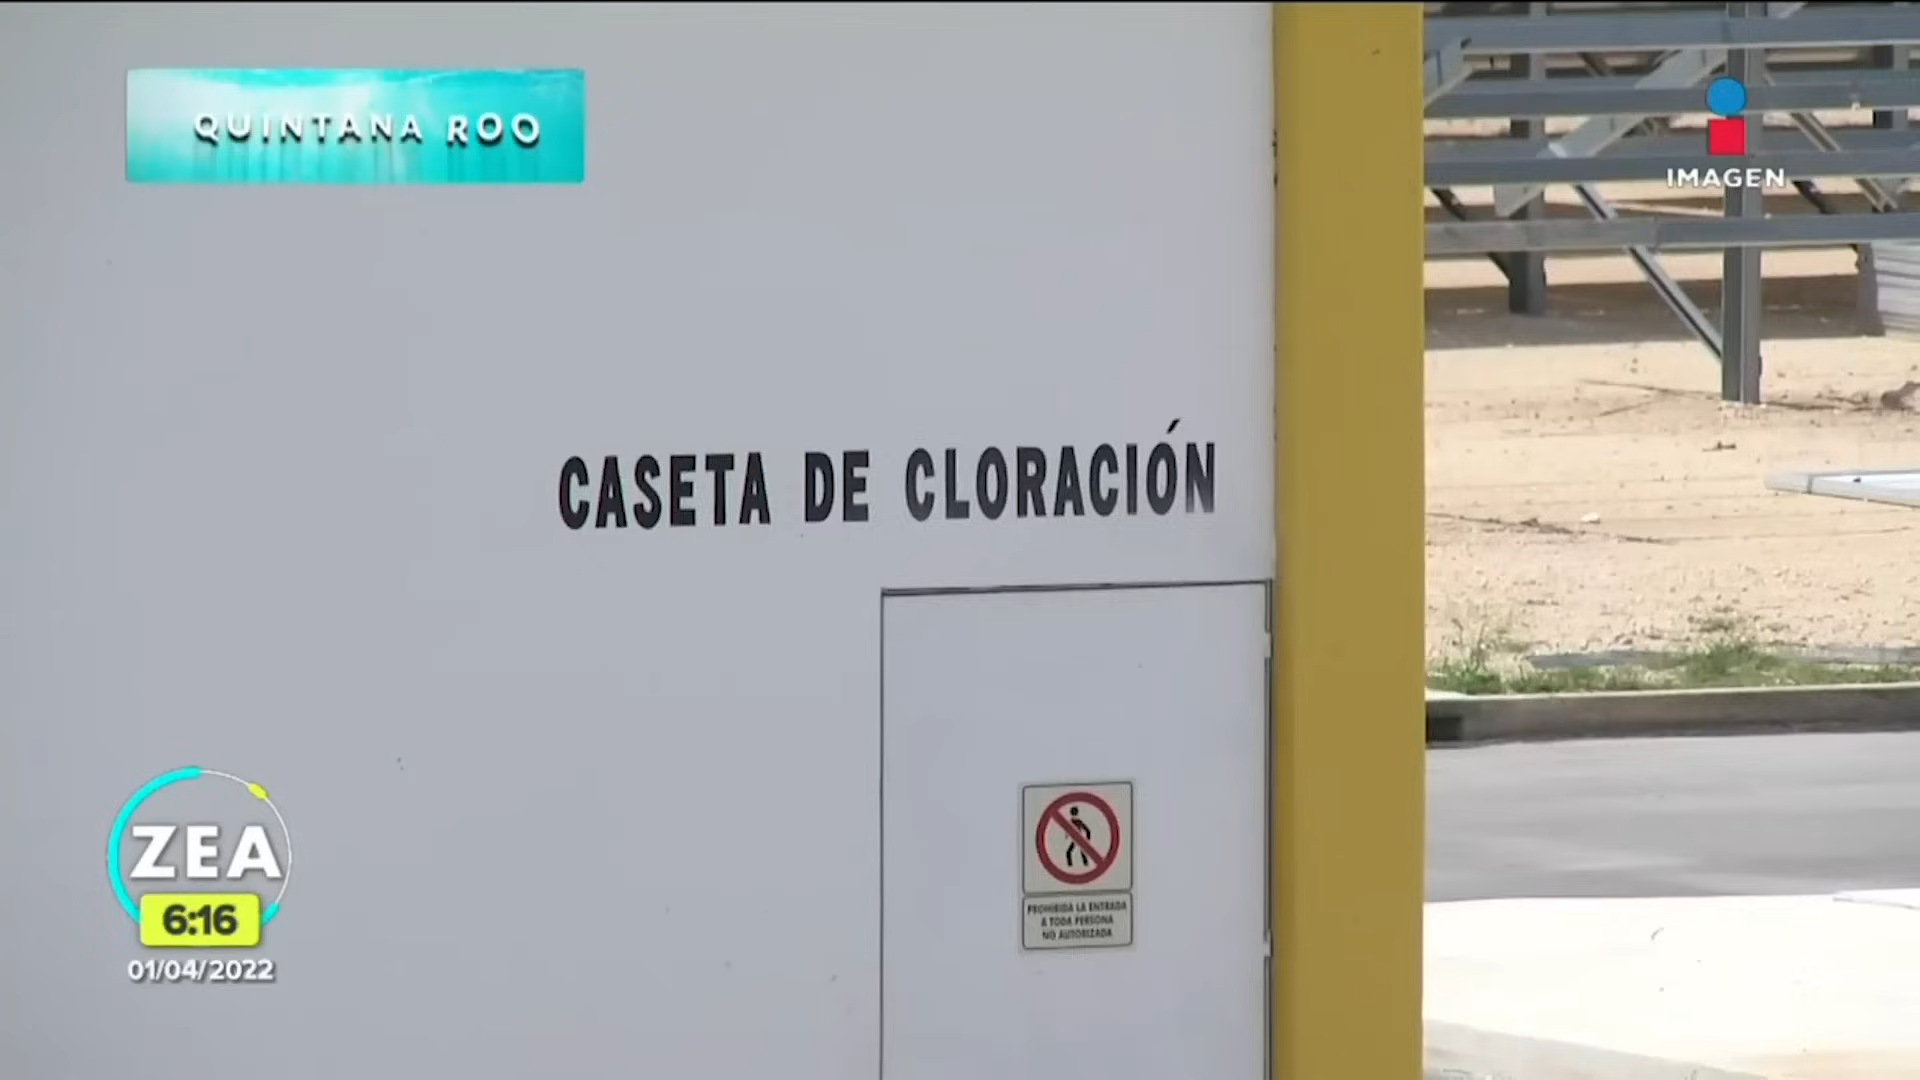 QUINTANA ROO
IMAGEN
CASETA DE CLORACIÓN
PROHIBIDA LA ENTRADA
A TODA PERSONA
NO AUTORIZADA
ZEA
6:16
01/04/2022